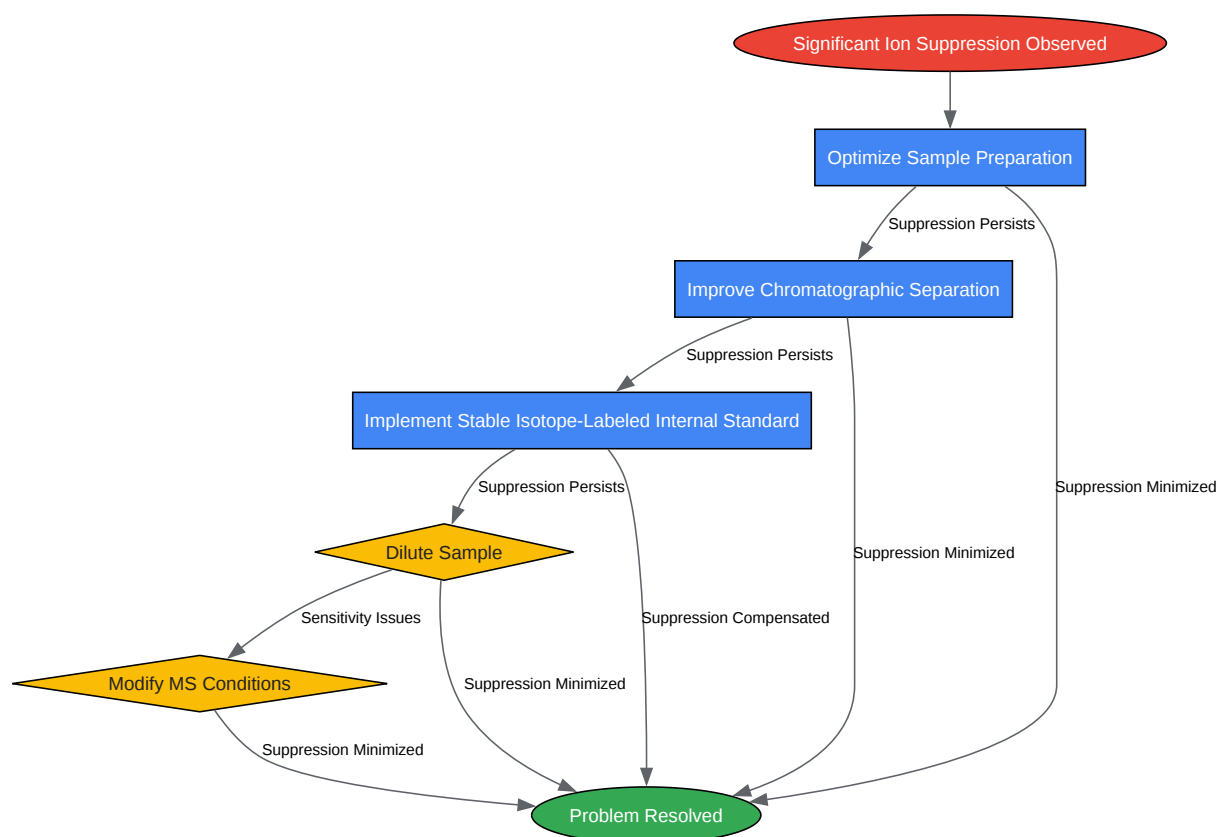 Significant Ion Suppression Observed
Optimize Sample Preparation
Suppression Persists
Improve Chromatographic Separation
Suppression Persists
Implement Stable Isotope-Labeled Internal Standard
Suppression Persists
Suppression Minimized
Dilute Sample
Suppression Minimized
Sensitivity Issues
Suppression Compensated
Modify MS Conditions
Suppression Minimized
Suppression Minimized
Problem Resolved